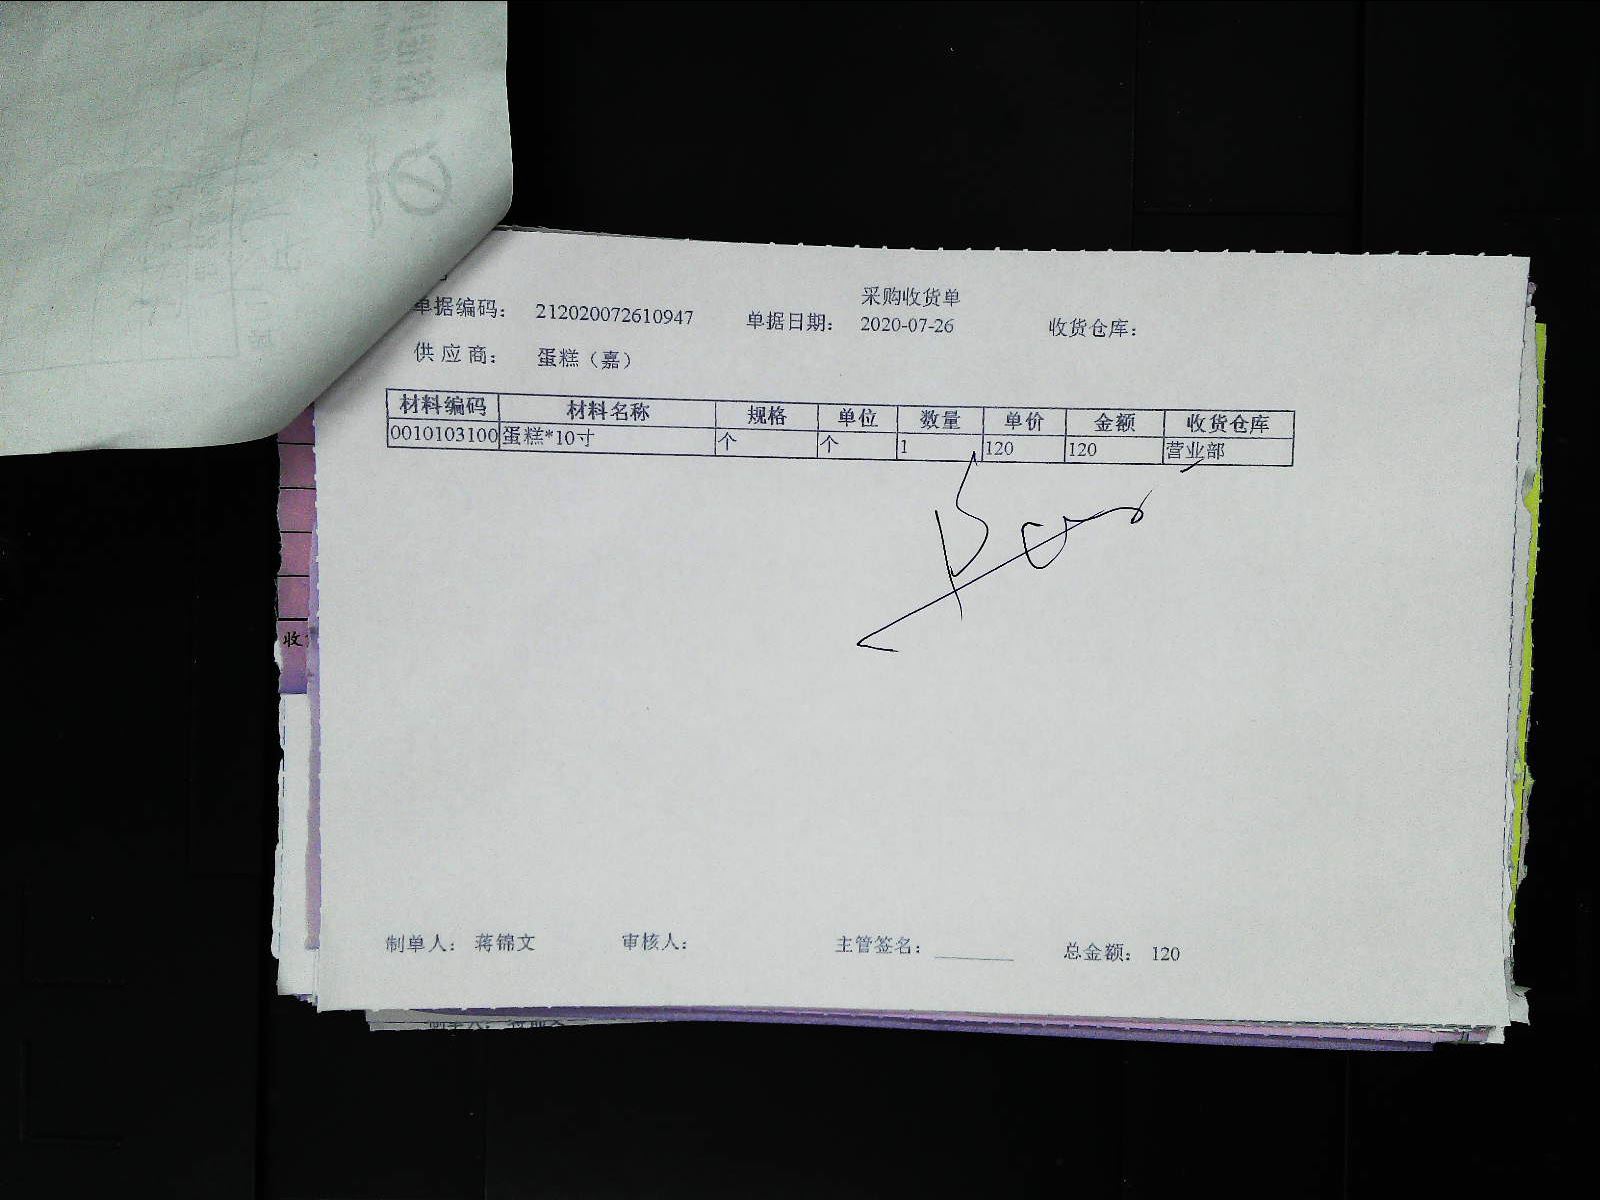 采购收货单
单据编码： 212020072610947 单据日期： 2020-07-26 收货仓库：
供应商： 蛋糕（嘉）
材料编码 材料名称 规格 单位 数量 单价 金额 收货仓库
0010103100 蛋糕*10寸 个 个 1 120 120 营业部
收
制单人： 蒋锦文 审核人： 主管签名： 总金额： 120